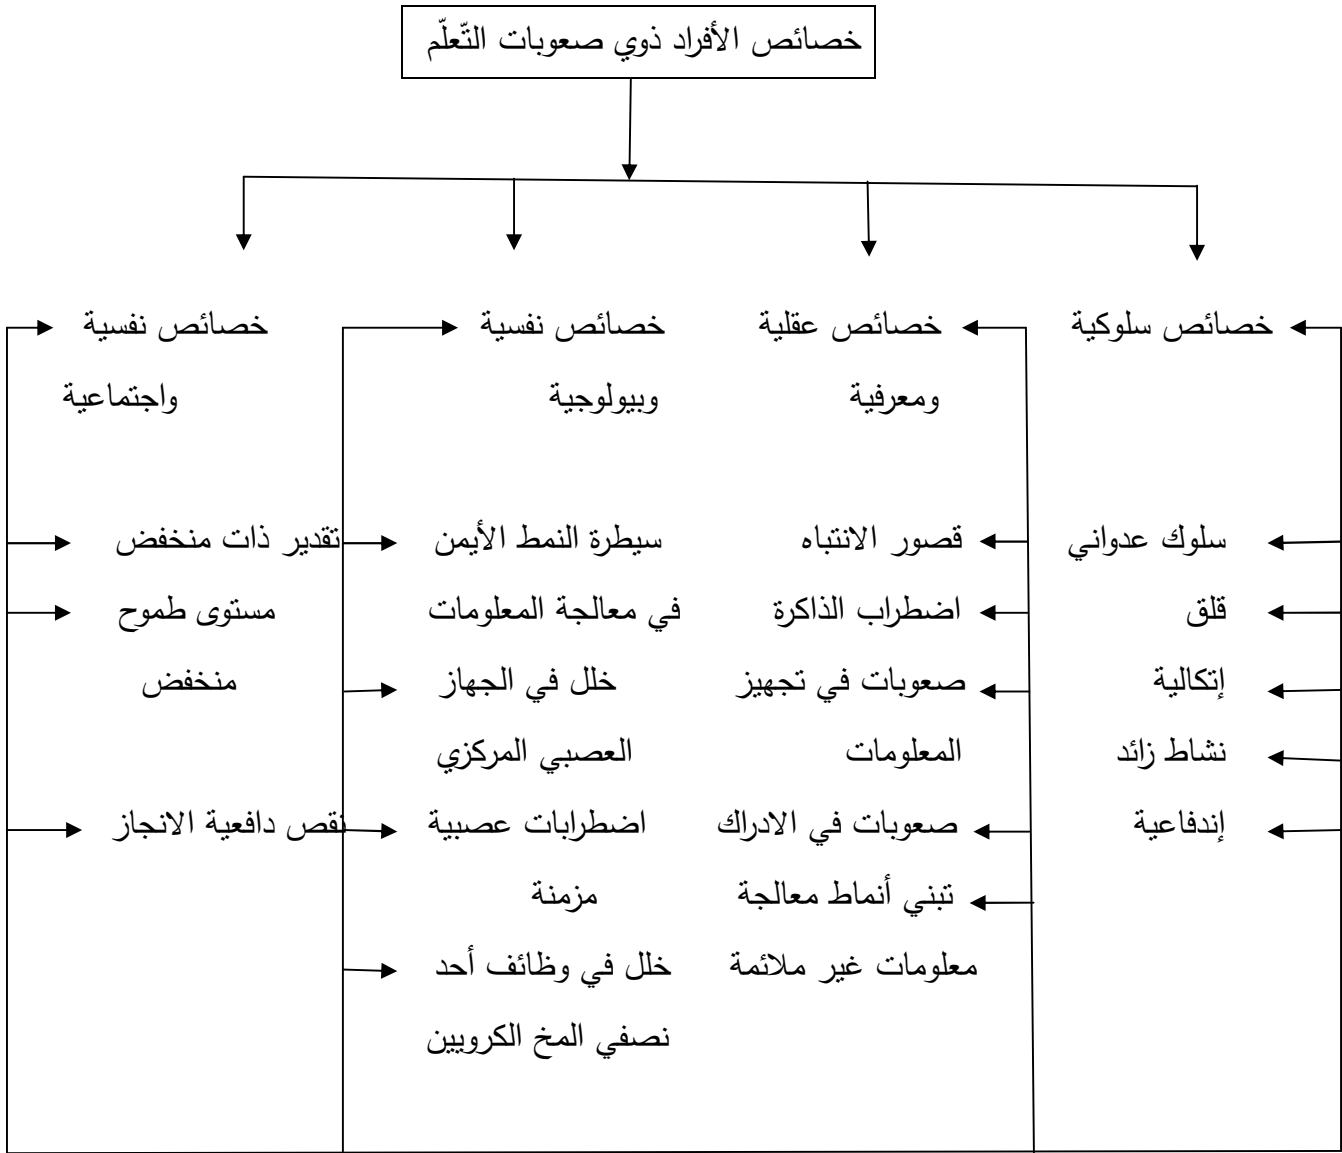 خصائص الأفراد ذوي صعوبات التّعلّم
خصائص سلوكية
خصائص عقلية
ومعرفية
خصائص نفسية
وبيولوجية
خصائص نفسية
واجتماعية
سلوك عدواني
قلق
إتكالية
نشاط زائد
إندفاعية
قصور الانتباه
اضطراب الذاكرة
صعوبات في تجهيز
المعلومات
صعوبات في الادراك
تبني أنماط معالجة
معلومات غير ملائمة
سيطرة النمط الأيمن
في معالجة المعلومات
خلل في الجهاز
العصبي المركزي
اضطرابات عصبية
مزمنة
خلل في وظائف أحد
نصفي المخ الكرويين
تقدير ذات منخفض
مستوى طموح
منخفض
نقص دافعية الانجاز